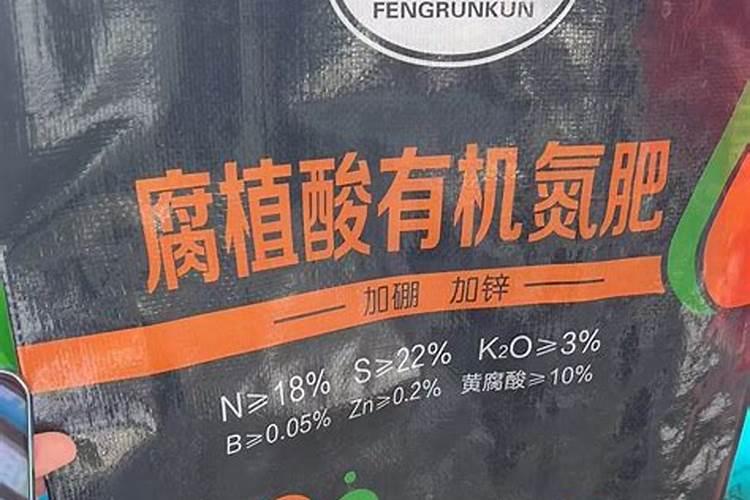 FENGRUNKUN
腐植酸有机氮肥
加硼 加锌
N≥18% S≥22% K₂O≥3%
B≥0.05% Zn≥0.2% 黄腐酸≥10%